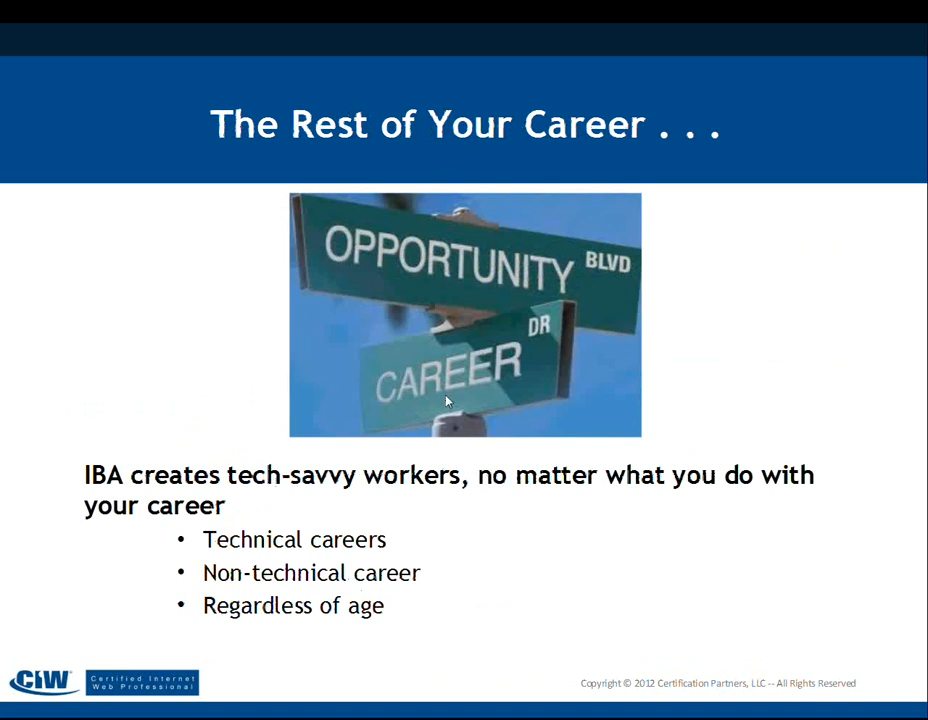 The Rest of Your Career . . .
OPPORTUNITY BLVD
CAREER DR
IBA creates tech-savvy workers, no matter what you do with
your career
• Technical careers
• Non-technical career
• Regardless of age
CIW
Certified Internet
Web Professional
Copyright © 2012 Certification Partners, LLC -- All Rights Reserved